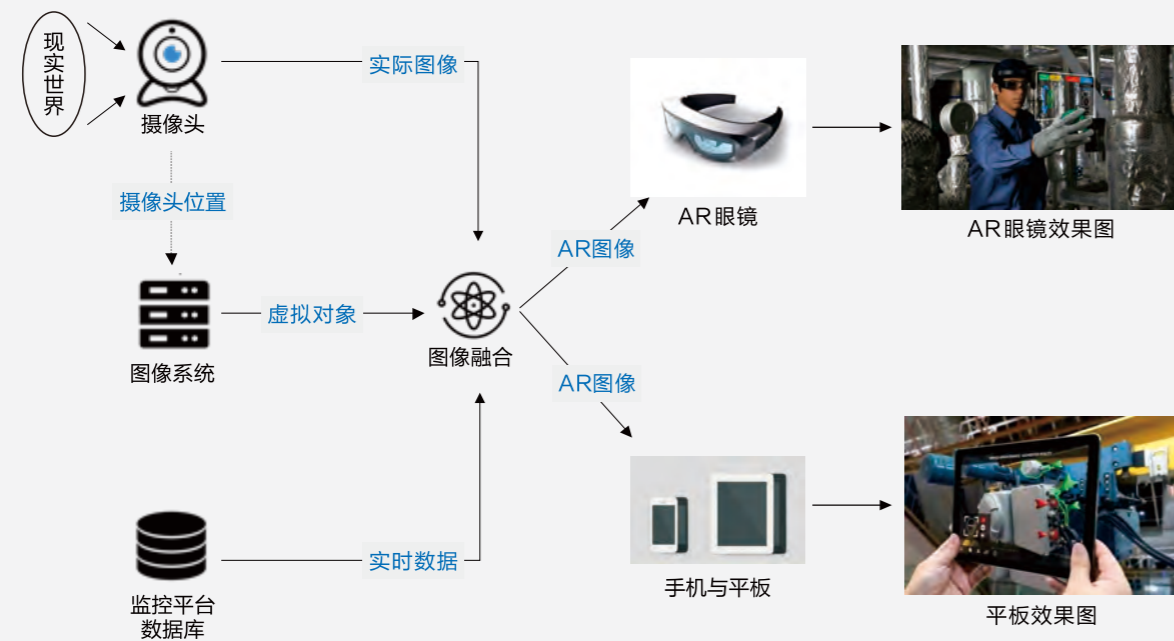 现实世界
摄像头
实际图像
摄像头位置
图像系统
虚拟对象
图像融合
监控平台
数据库
实时数据
AR图像
AR图像
AR眼镜
AR眼镜效果图
手机与平板
平板效果图